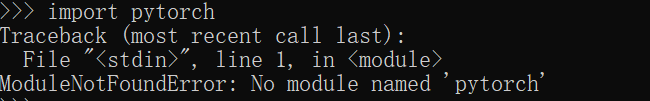 >>> import pytorch
Traceback (most recent call last):
  File "<stdin>", line 1, in <module>
ModuleNotFoundError: No module named 'pytorch'